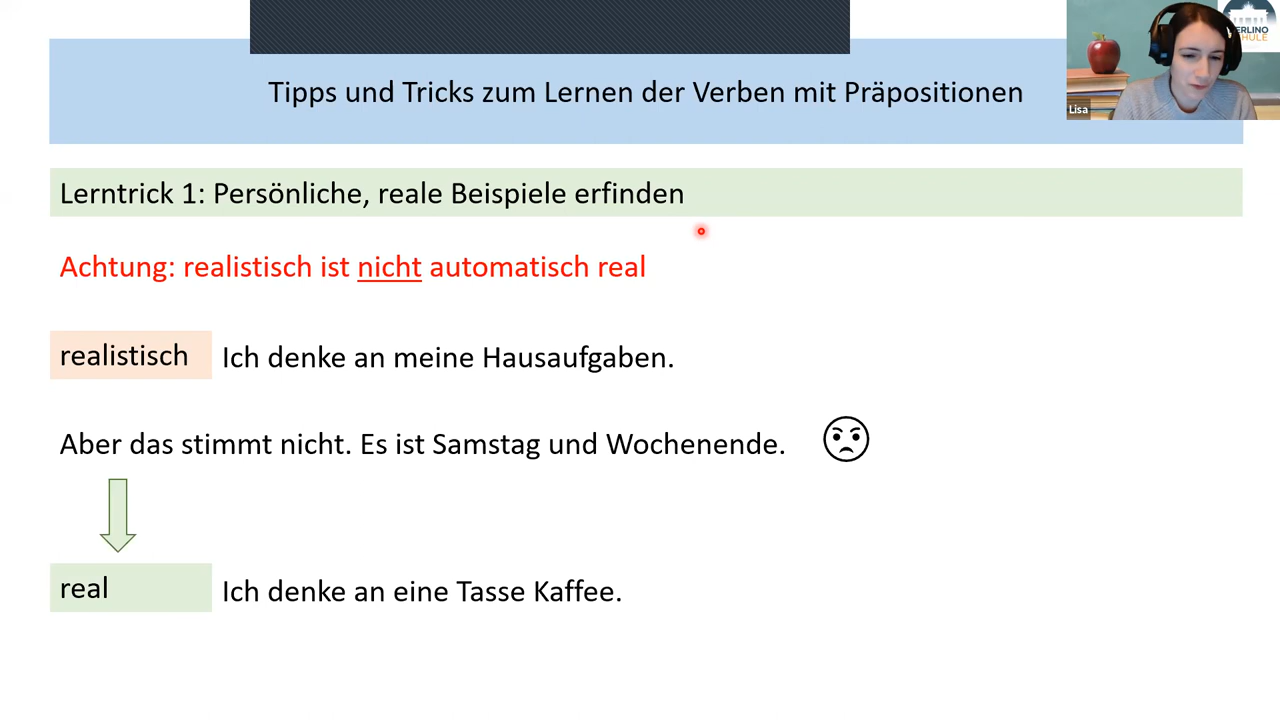 Tipps und Tricks zum Lernen der Verben mit Präpositionen
Lisa
Lerntrick 1: Persönliche, reale Beispiele erfinden
Achtung: realistisch ist nicht automatisch real
realistisch
Ich denke an meine Hausaufgaben.
Aber das stimmt nicht. Es ist Samstag und Wochenende.
real
Ich denke an eine Tasse Kaffee.